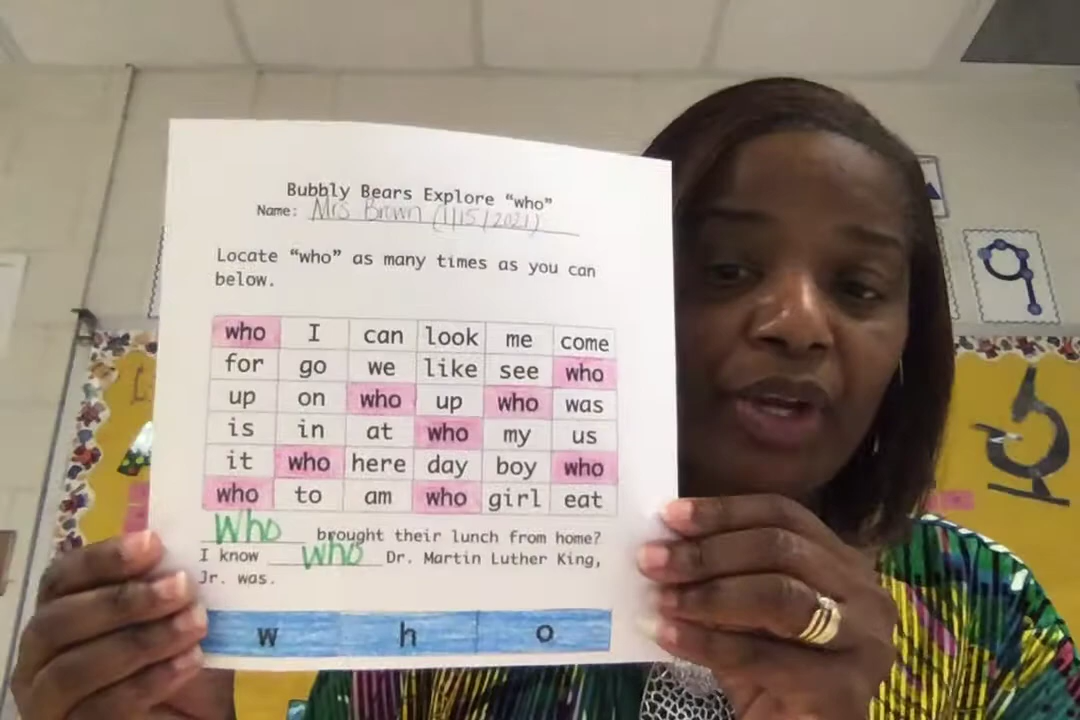 Bubbly Bears Explore “who”
Name: Mrs Brown (1/15/2021)
Locate “who” as many times as you can
below.
who I can look me come
for go we like see who
up on who up who was
is in at who my us
it who here day boy who
who to am who girl eat
Who brought their lunch from home?
I know who Dr. Martin Luther King,
Jr. was.
w h o
9